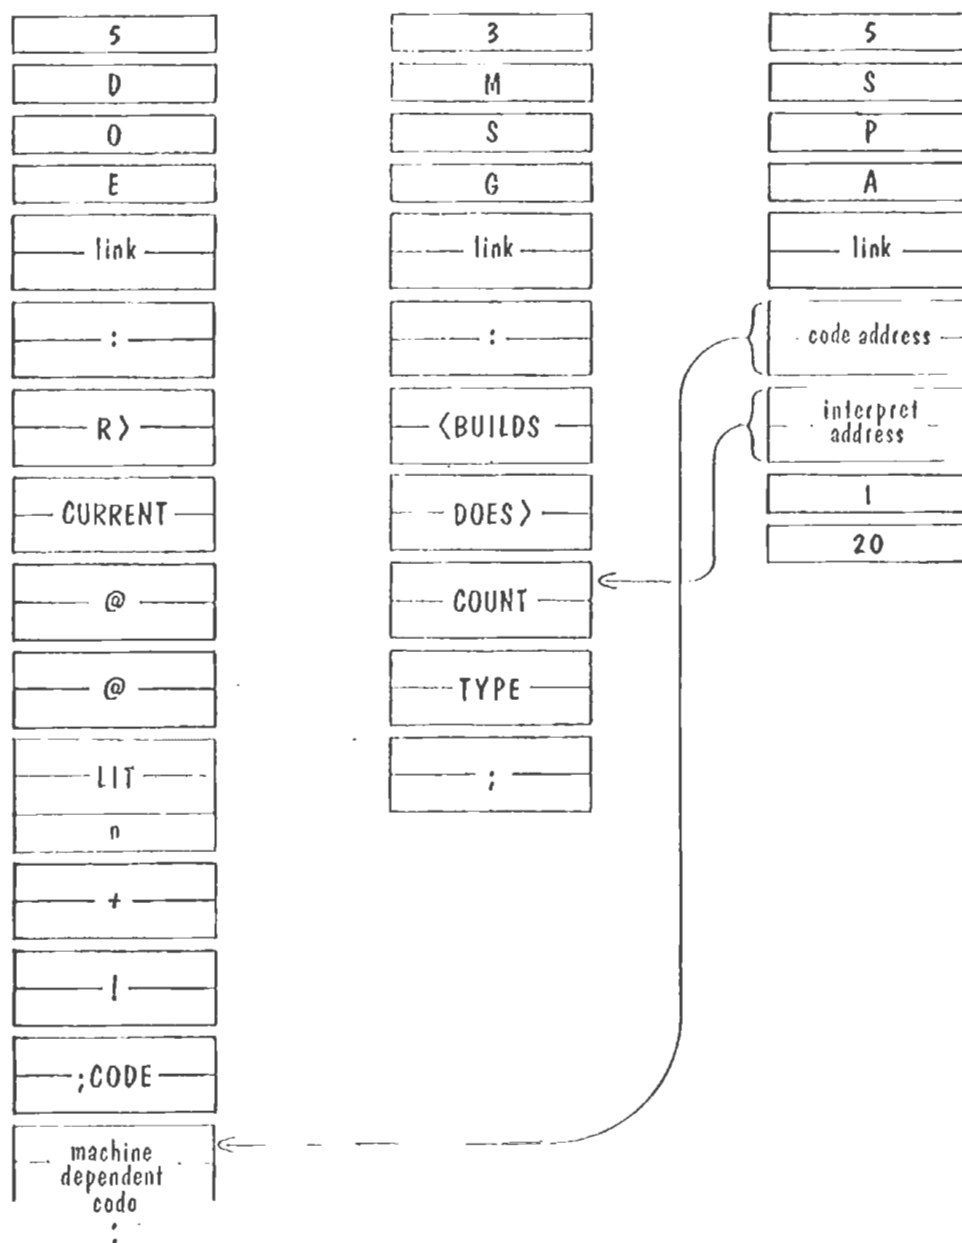 5
D
O
E
link
:
R>
CURRENT
@
@
LIT
n
+
!
;CODE
machine
dependent
code
:
3
M
S
G
link
:
<BUILDS
DOES>
COUNT
TYPE
;
5
S
P
A
link
code address
interpret
address
1
20